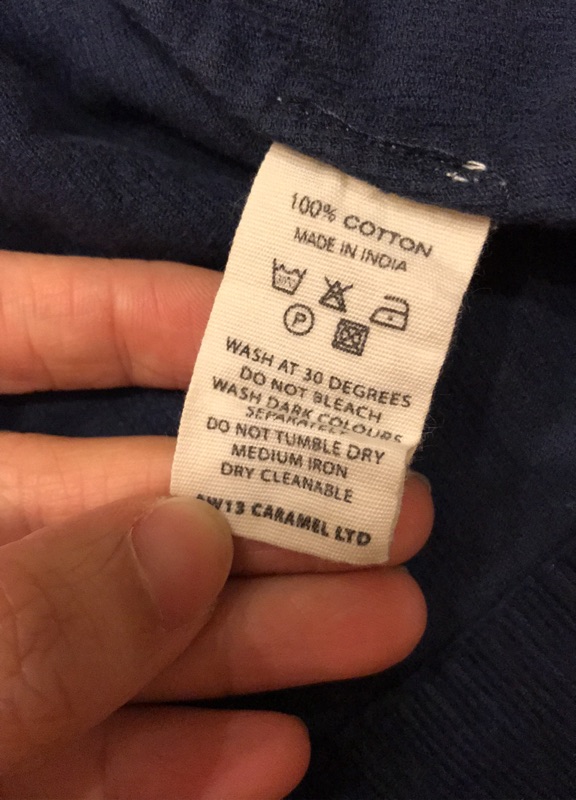 100% COTTON
MADE IN INDIA
P
WASH AT 30 DEGREES
DO NOT BLEACH
WASH DARK COLOURS
DO NOT TUMBLE DRY
MEDIUM IRON
DRY CLEANABLE
AW13 CARAMEL LTD